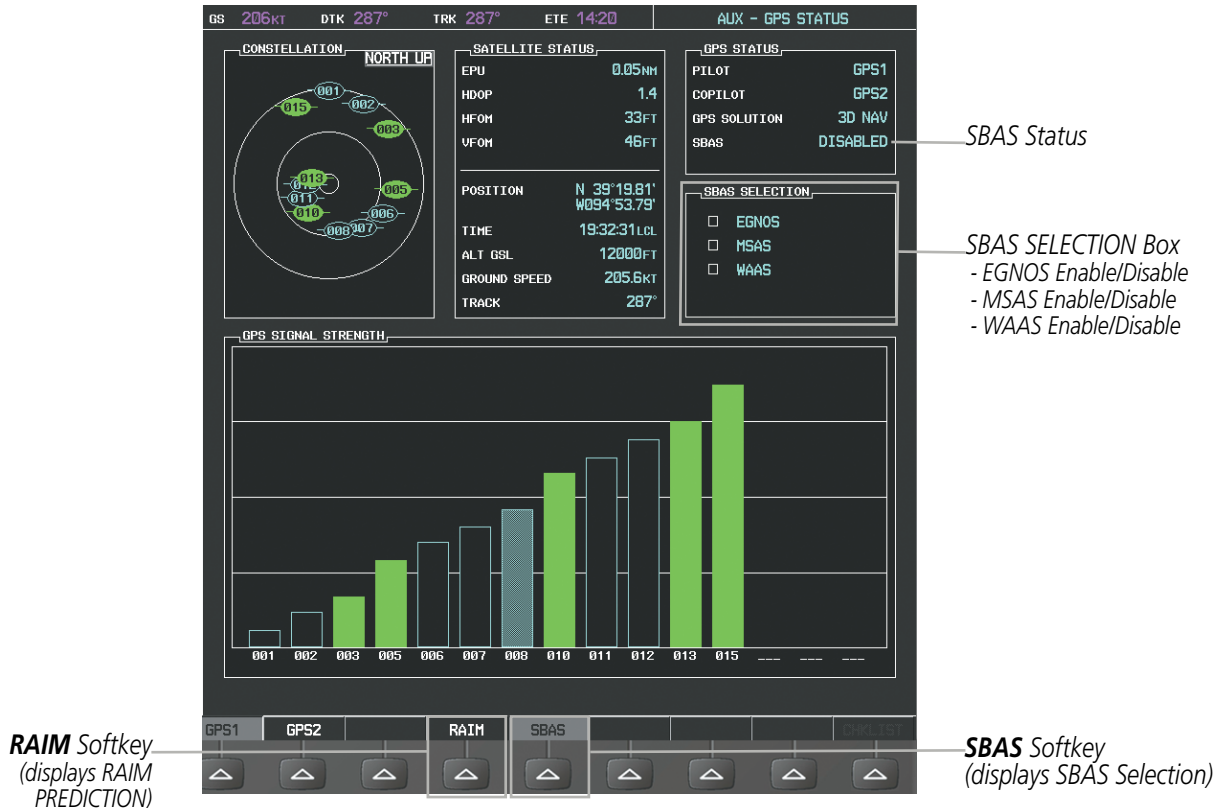 GS 206KT DTK 287° TRK 287° ETE 14:20 AUX - GPS STATUS
CONSTELLATION
NORTH UP
001
015
002
003
013
012
011
005
010
006
008
007
SATELLITE STATUS
EPU 0.05NM
HDOP 1.4
HFOM 33FT
VFOM 46FT
POSITION N 39°19.81'
W094°53.79'
TIME 19:32:31LCL
ALT GSL 12000FT
GROUND SPEED 205.6KT
TRACK 287°
GPS STATUS
PILOT GPS1
COPILOT GPS2
GPS SOLUTION 3D NAV
SBAS DISABLED
SBAS Status
SBAS SELECTION
EGNOS
MSAS
WAAS
SBAS SELECTION Box
- EGNOS Enable/Disable
- MSAS Enable/Disable
- WAAS Enable/Disable
GPS SIGNAL STRENGTH
001 002 003 005 006 007 008 010 011 012 013 015 ___ ___ ___
GPS1 GPS2 RAIM SBAS CHKLIST
RAIM Softkey
(displays RAIM
PREDICTION)
SBAS Softkey
(displays SBAS Selection)